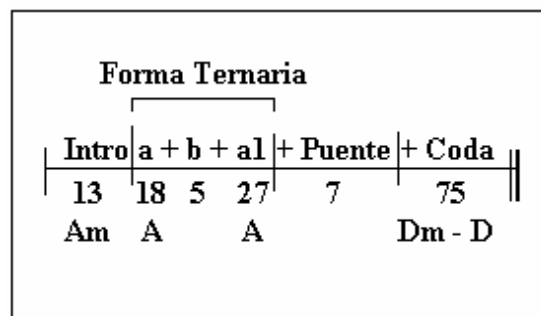 Forma Ternaria
Intro a + b + a1 + Puente + Coda
13 18 5 27 7 75
Am A A Dm - D